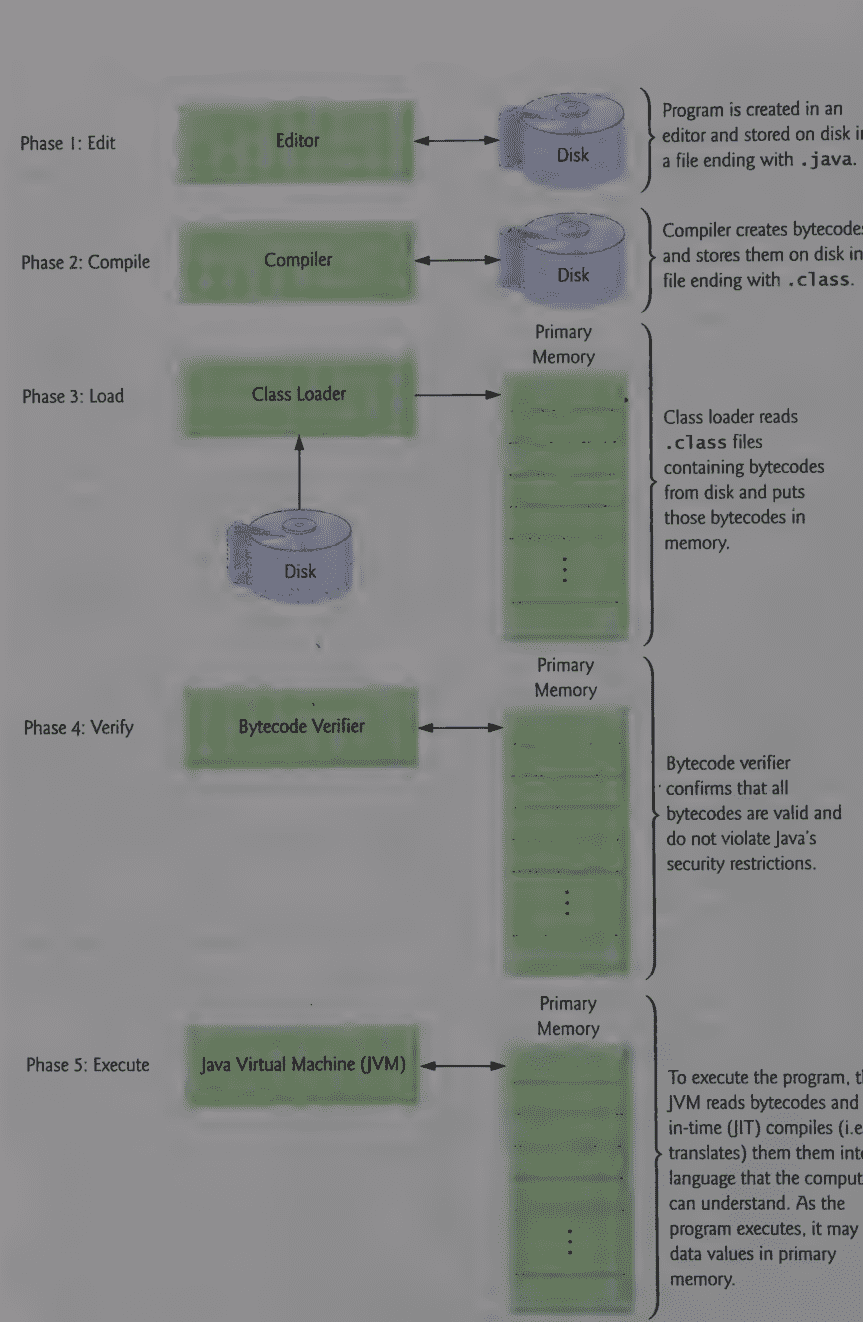 Phase 1: Edit
Editor
Disk
Program is created in an
editor and stored on disk in
a file ending with .java.
Phase 2: Compile
Compiler
Disk
Compiler creates bytecodes
and stores them on disk in
file ending with .class.
Primary
Memory
Phase 3: Load
Class Loader
Disk
Class loader reads
.class files
containing bytecodes
from disk and puts
those bytecodes in
memory.
Primary
Memory
Phase 4: Verify
Bytecode Verifier
Bytecode verifier
confirms that all
bytecodes are valid and
do not violate Java's
security restrictions.
Primary
Memory
Phase 5: Execute
Java Virtual Machine (JVM)
To execute the program,
JVM reads bytecodes and
in-time (JIT) compiles (i.e
translates) them them
language that the
can understand. As the
program executes, it may
data values in primary
memory.